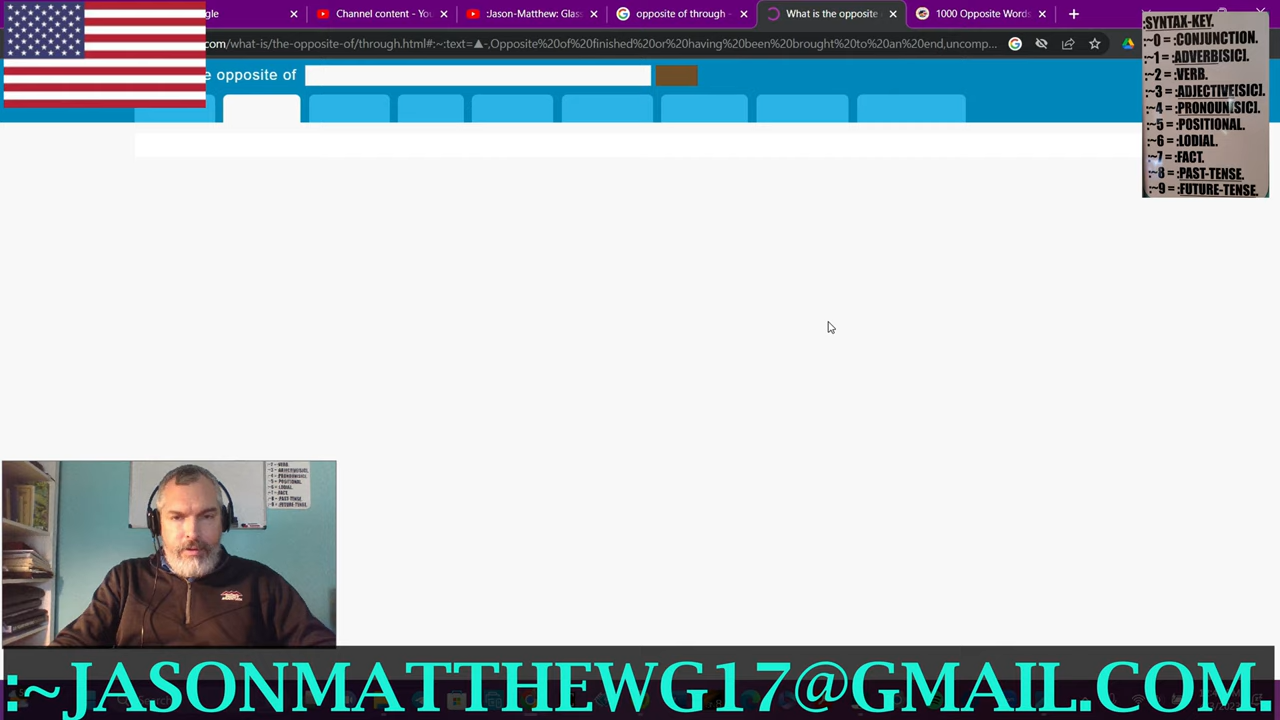 gle
Channel content - You
:Jason-Matthew: Glass
opposite of through
What is the opposite
1000 Opposite Words
.com/what-is/the-opposite-of/through.html#:~:text=▲-,Opposite%20of%20finished%20or%20having%20been%20brought%20to%20an%20end,uncomp...
e opposite of
:SYNTAX-KEY.
:~0 = :CONJUNCTION.
:~1 = :ADVERB[SIC].
:~2 = :VERB.
:~3 = :ADJECTIVE[SIC].
:~4 = :PRONOUN[SIC].
:~5 = :POSITIONAL.
:~6 = :LODIAL.
:~7 = :FACT.
:~8 = :PAST-TENSE.
:~9 = :FUTURE-TENSE.
:~JASONMATTHEWG17@GMAIL.COM.